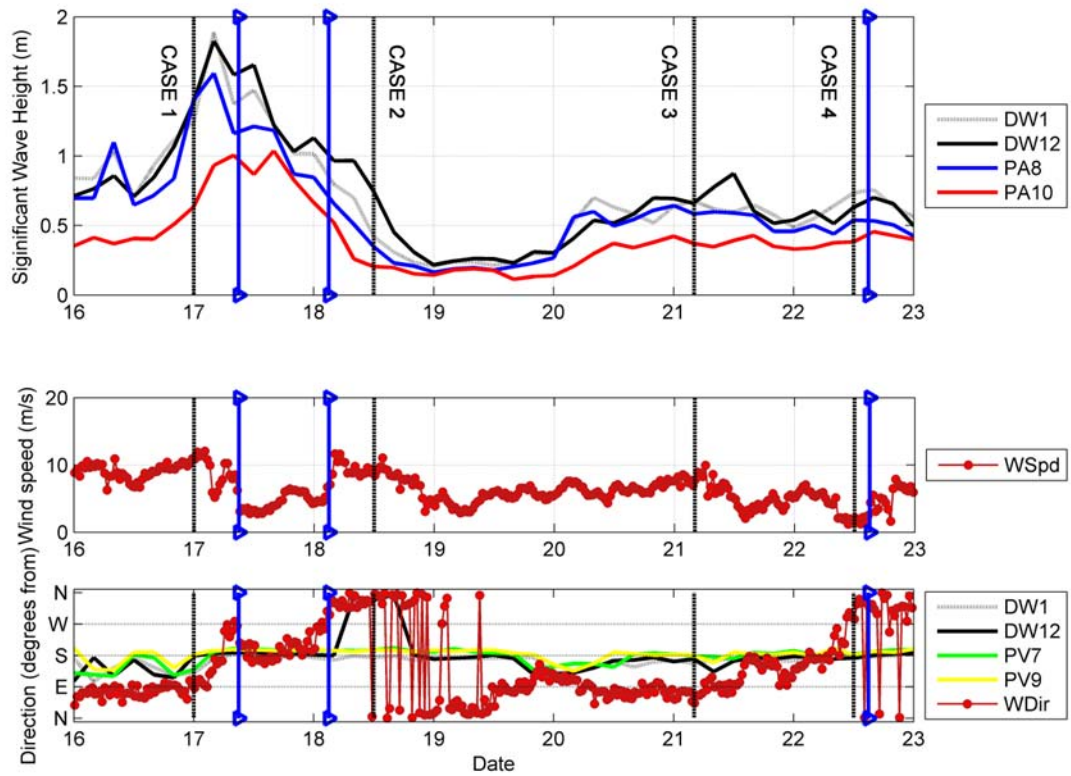 2
1.5
1
0.5
0
Siginificant Wave Height (m)
CASE 1
CASE 2
CASE 3
CASE 4
16 17 18 19 20 21 22 23
DW1
DW12
PA8
PA10
20
10
0
Wind speed (m/s)
16 17 18 19 20 21 22 23
WSpd
N
W
S
E
N
Direction (degrees from)
16 17 18 19 20 21 22 23
Date
DW1
DW12
PV7
PV9
WDir